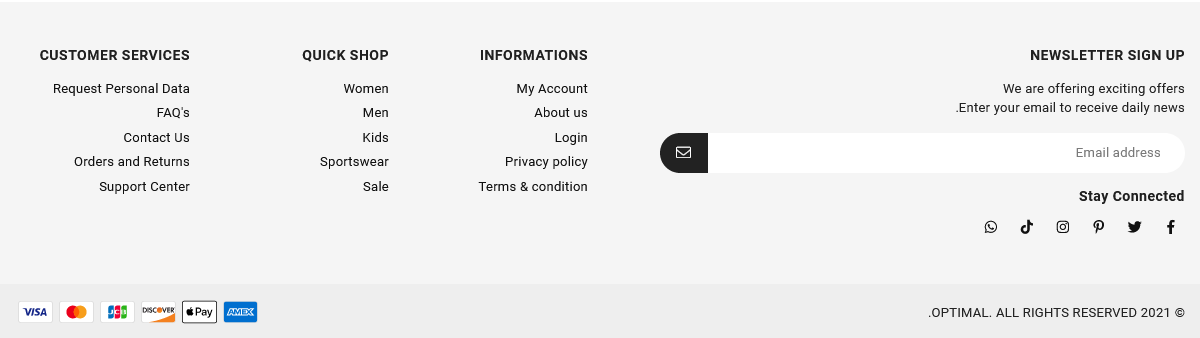 NEWSLETTER SIGN UP
We are offering exciting offers
.Enter your email to receive daily news
Email address
Stay Connected
INFORMATIONS
My Account
About us
Login
Privacy policy
Terms & condition
QUICK SHOP
Women
Men
Kids
Sportswear
Sale
CUSTOMER SERVICES
Request Personal Data
FAQ's
Contact Us
Orders and Returns
Support Center
.OPTIMAL. ALL RIGHTS RESERVED 2021 ©
VISA
JCB
DISCOVER
Pay
AMEX